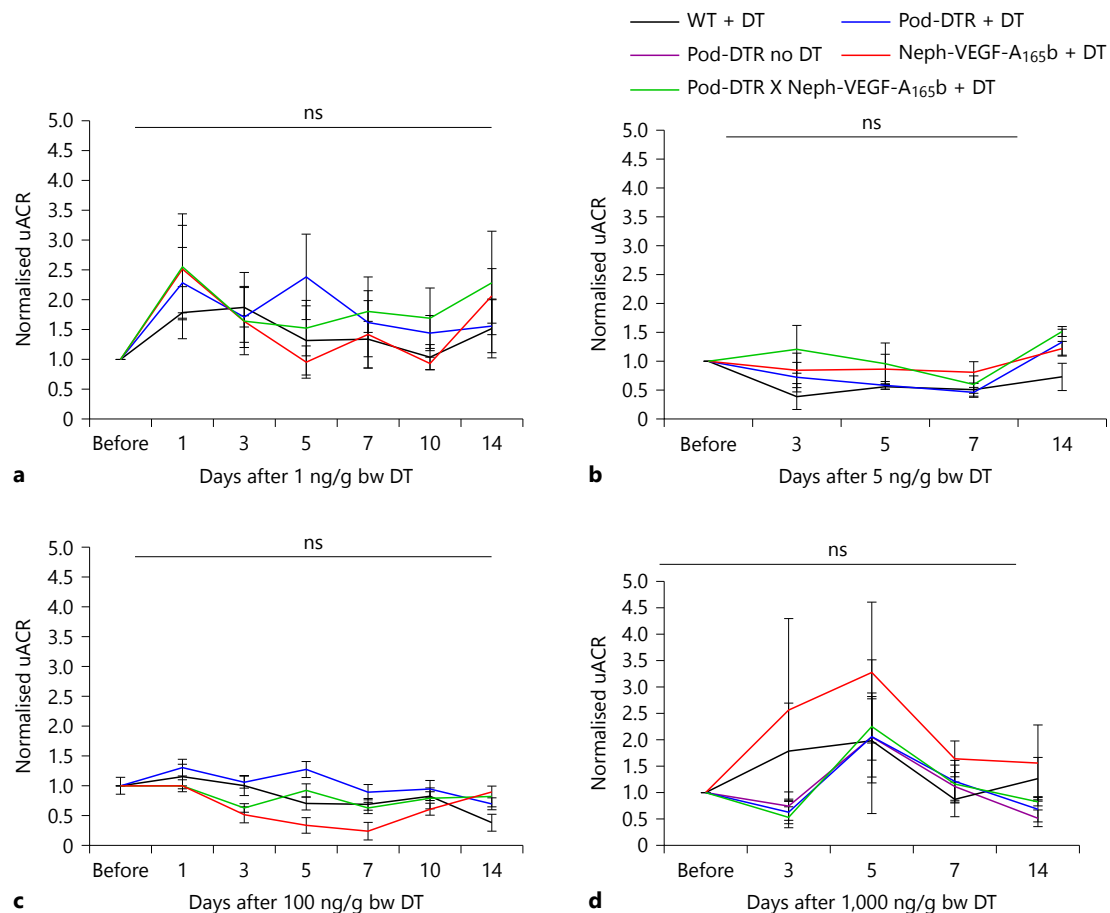 WT + DT
Pod-DTR + DT
Pod-DTR no DT
Neph-VEGF-A165b + DT
Pod-DTR X Neph-VEGF-A165b + DT
ns
5.0
4.5
4.0
3.5
3.0
2.5
2.0
1.5
1.0
0.5
0
Normalised uACR
Before 1 3 5 7 10 14
a Days after 1 ng/g bw DT
ns
5.0
4.5
4.0
3.5
3.0
2.5
2.0
1.5
1.0
0.5
0
Normalised uACR
Before 3 5 7 14
b Days after 5 ng/g bw DT
ns
5.0
4.5
4.0
3.5
3.0
2.5
2.0
1.5
1.0
0.5
0
Normalised uACR
Before 1 3 5 7 10 14
c Days after 100 ng/g bw DT
ns
5.0
4.5
4.0
3.5
3.0
2.5
2.0
1.5
1.0
0.5
0
Normalised uACR
Before 3 5 7 14
d Days after 1,000 ng/g bw DT